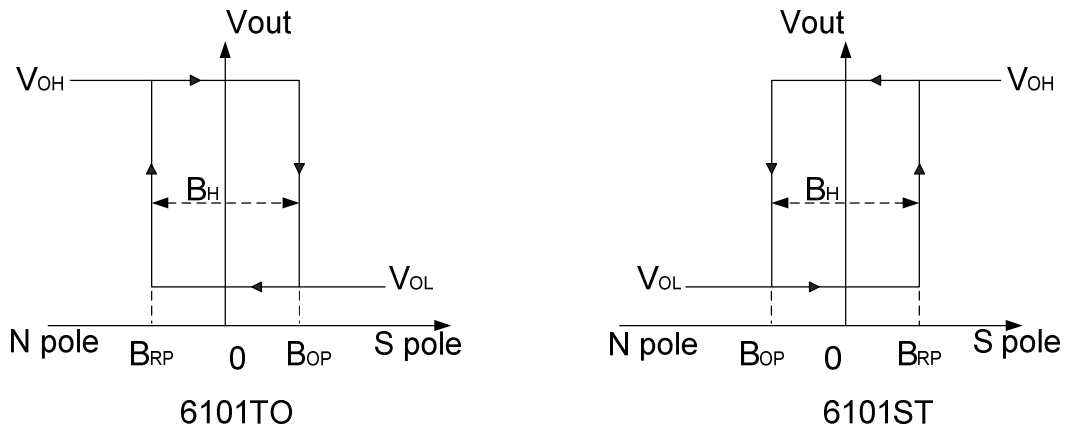 Vout
VOH
BH
VOL
N pole
BRP
0
BOP
S pole
6101TO
Vout
VOH
BH
VOL
N pole
BOP
0
BRP
S pole
6101ST